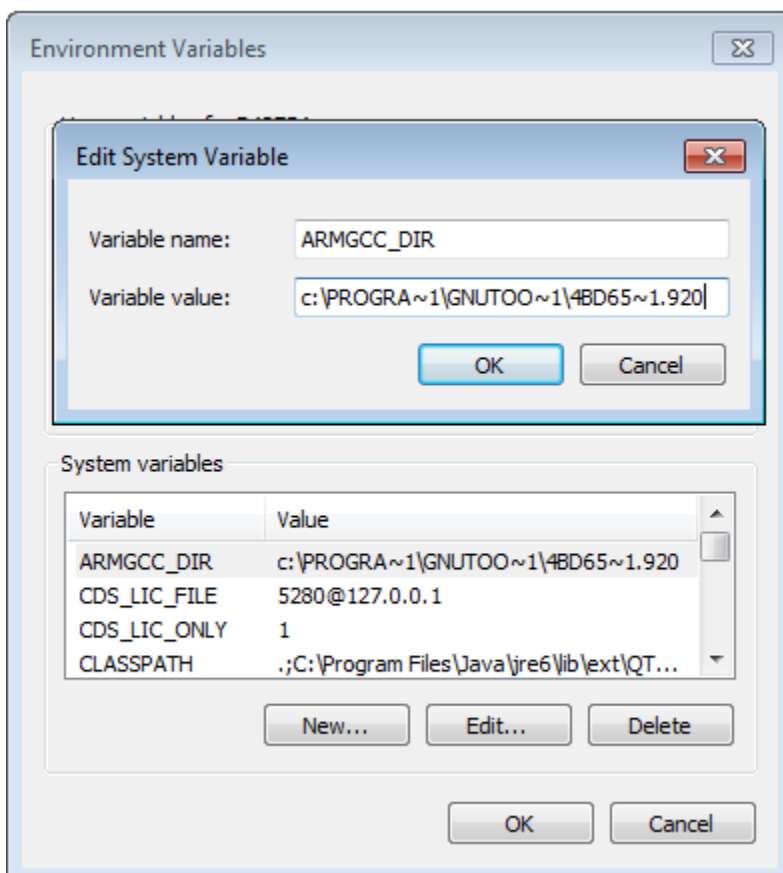 Environment Variables
Edit System Variable
Variable name:
ARMGCC_DIR
Variable value:
c:\PROGRA~1\GNUTOO~1\4BD65~1.920
OK
Cancel
System variables
Variable
Value
ARMGCC_DIR
c:\PROGRA~1\GNUTOO~1\4BD65~1.920
CDS_LIC_FILE
5280@127.0.0.1
CDS_LIC_ONLY
1
CLASSPATH
.;C:\Program Files\Java\jre6\lib\ext\QT...
New...
Edit...
Delete
OK
Cancel